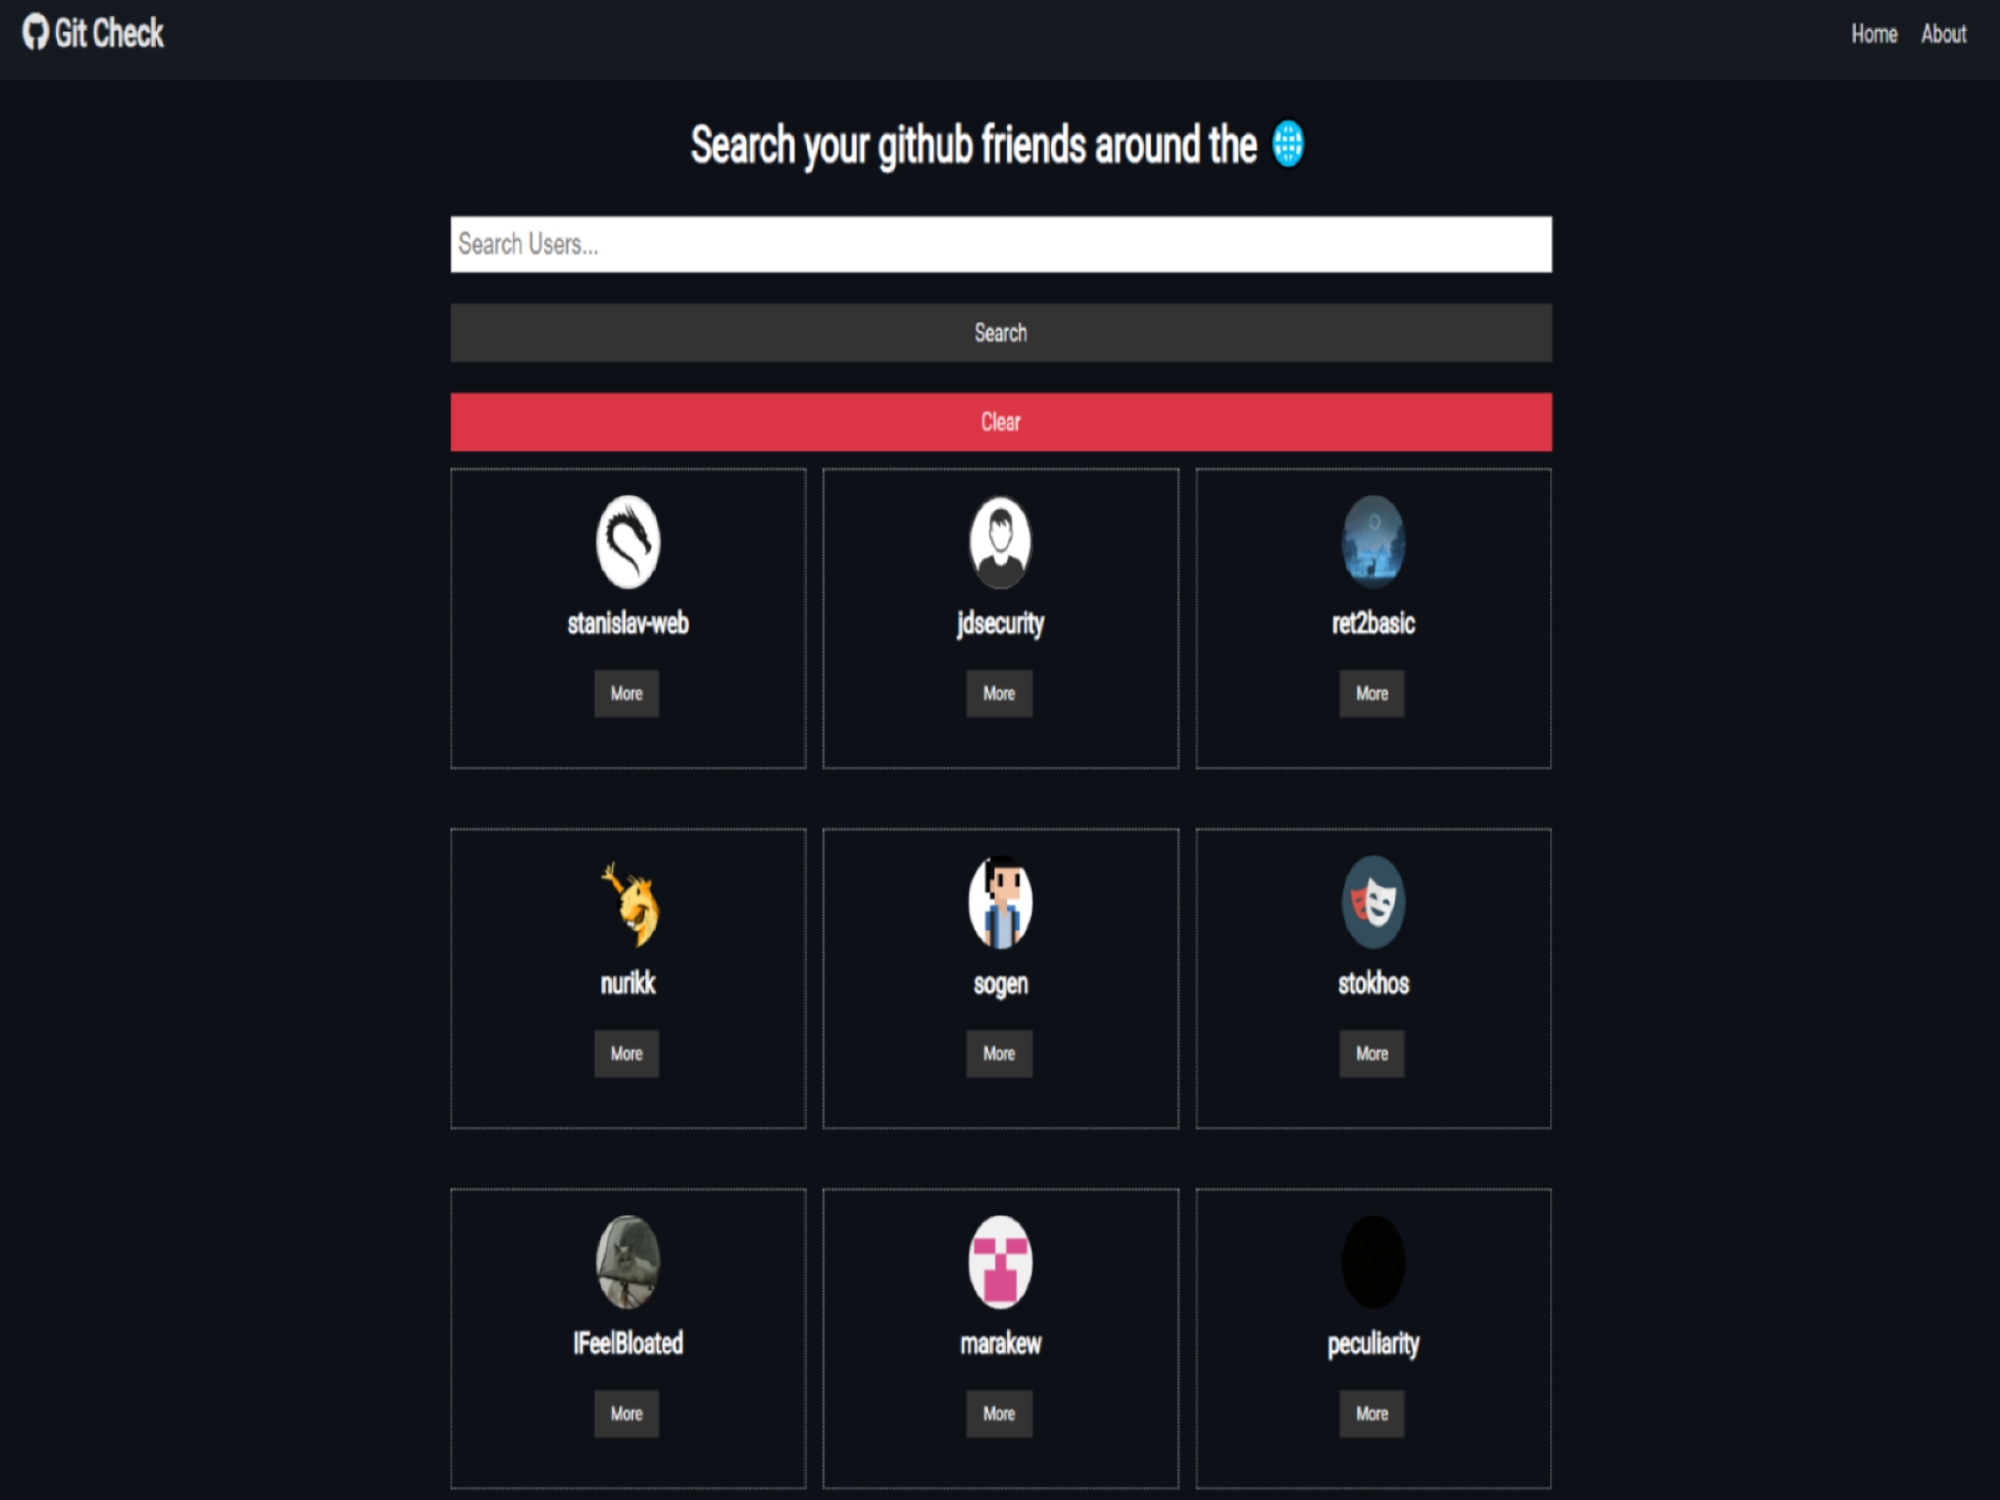 Git Check
Home About
Search your github friends around the
Search Users...
Search
Clear
stanislav-web
More
jdsecurity
More
ret2basic
More
nurikk
More
sogen
More
stokhos
More
IFeelBloated
More
marakew
More
peculiarity
More